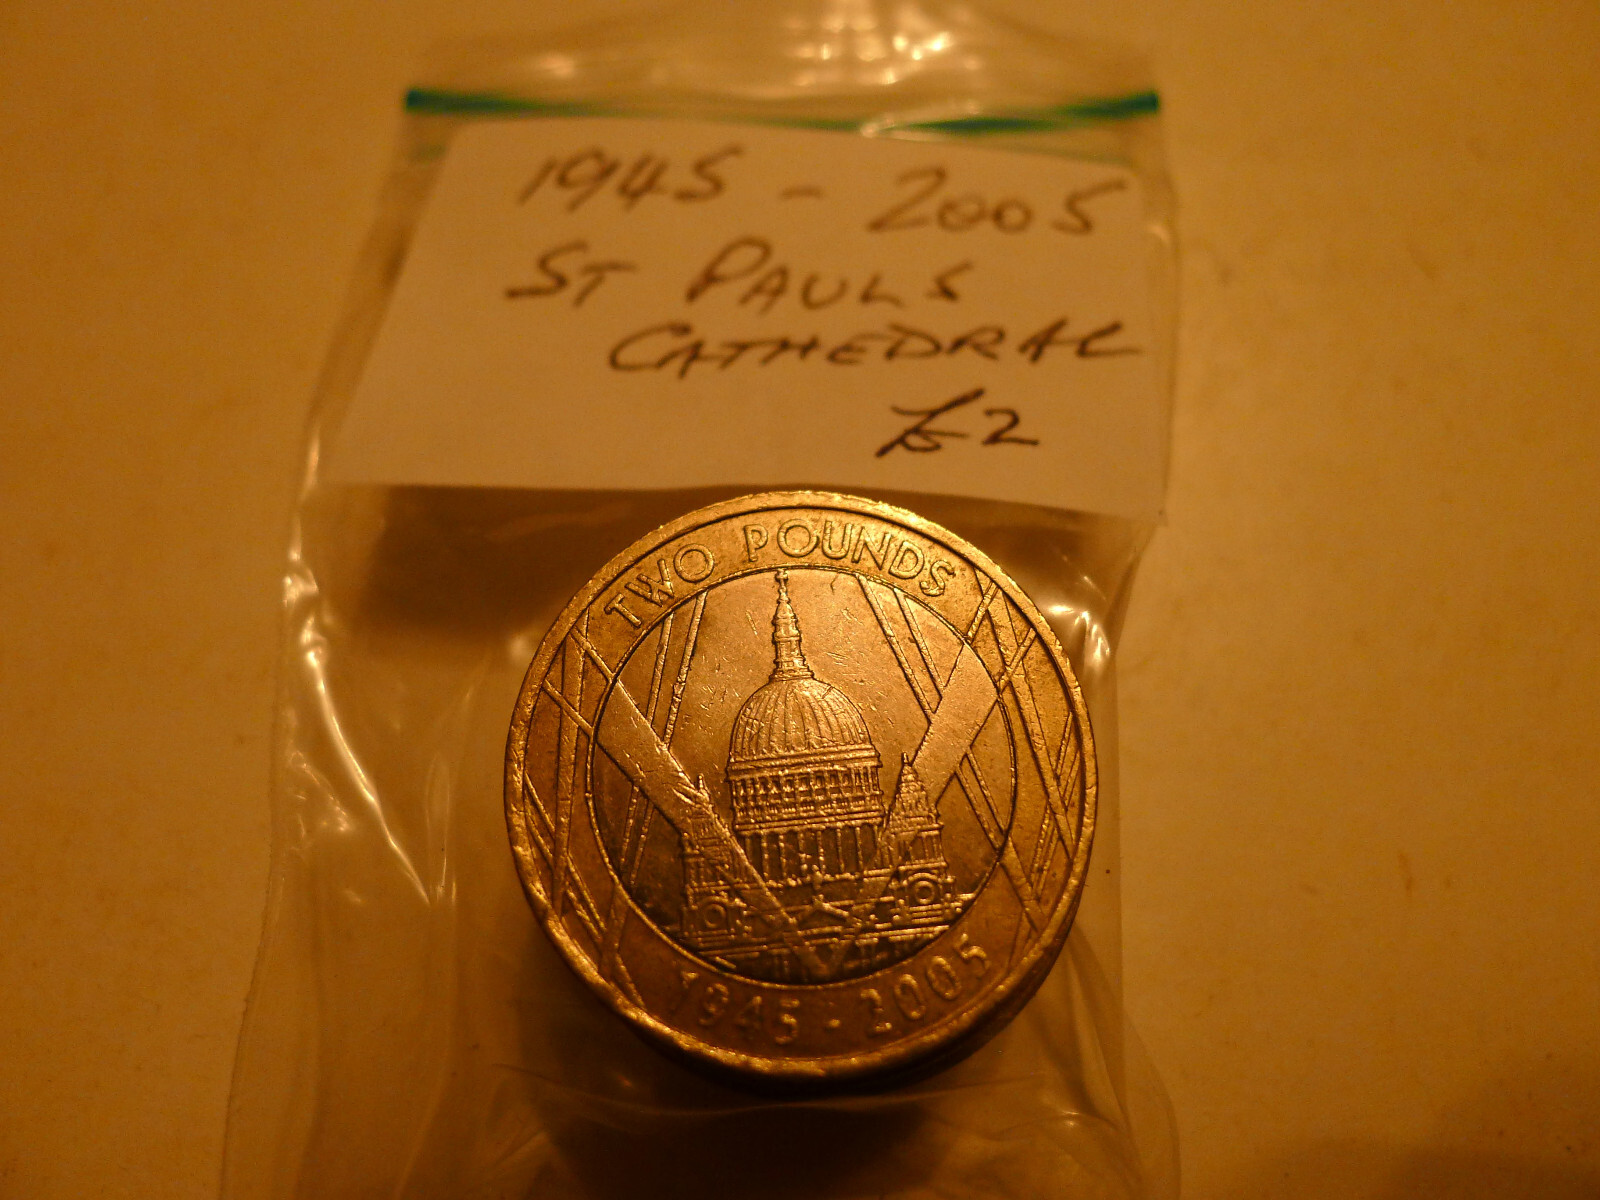 1945 - 2005
ST PAULS
CATHEDRAL
£2
TWO POUNDS
1945 - 2005